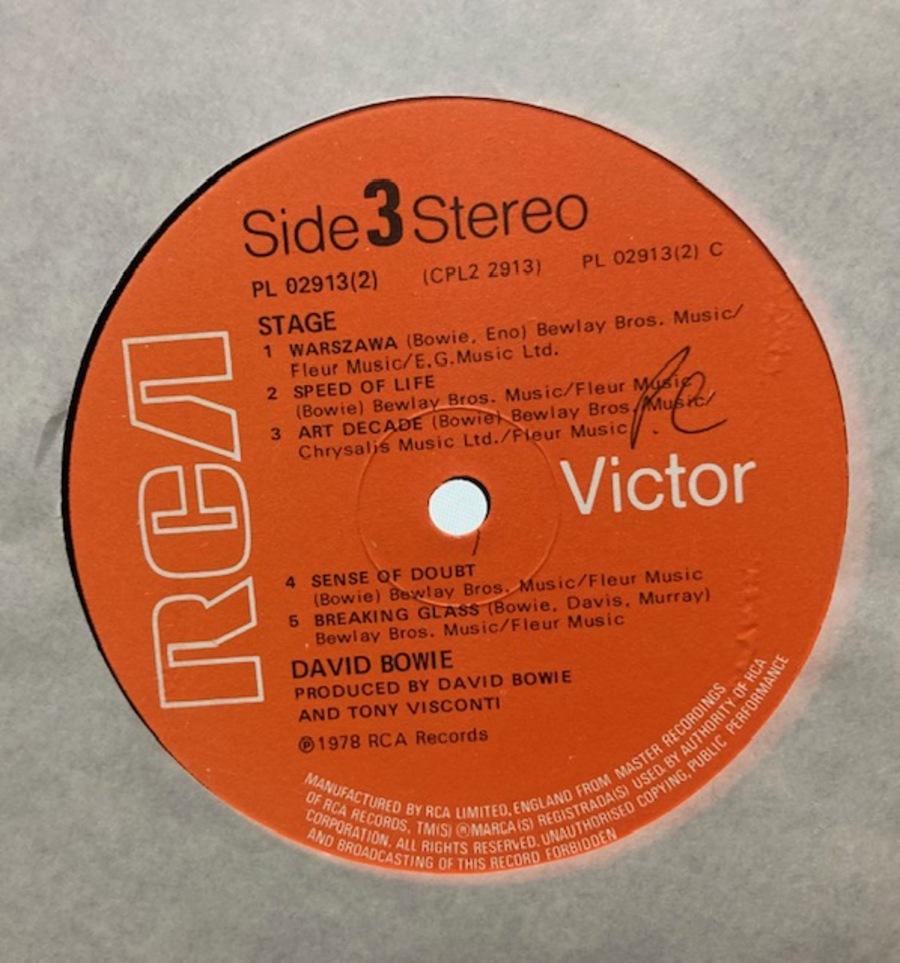 Side 3 Stereo
PL 02913(2) (CPL2 2913) PL 02913(2) C
STAGE
1 WARSZAWA (Bowie, Eno) Bewlay Bros. Music/
Fleur Music/E.G.Music Ltd.
2 SPEED OF LIFE
(Bowie) Bewlay Bros. Music/Fleur Music
3 ART DECADE (Bowie) Bewlay Bros. Music/
Chrysalis Music Ltd./Fleur Music
RCA
Victor
4 SENSE OF DOUBT
(Bowie) Bewlay Bros. Music/Fleur Music
5 BREAKING GLASS (Bowie, Davis, Murray)
Bewlay Bros. Music/Fleur Music
DAVID BOWIE
PRODUCED BY DAVID BOWIE
AND TONY VISCONTI
℗1978 RCA Records
MANUFACTURED BY RCA LIMITED, ENGLAND FROM MASTER RECORDINGS
OF RCA RECORDS, TM(S) ®MARCA(S) REGISTRADA(S) USED BY AUTHORITY OF RCA
CORPORATION, ALL RIGHTS RESERVED. UNAUTHORISED COPYING, PUBLIC PERFORMANCE
AND BROADCASTING OF THIS RECORD FORBIDDEN